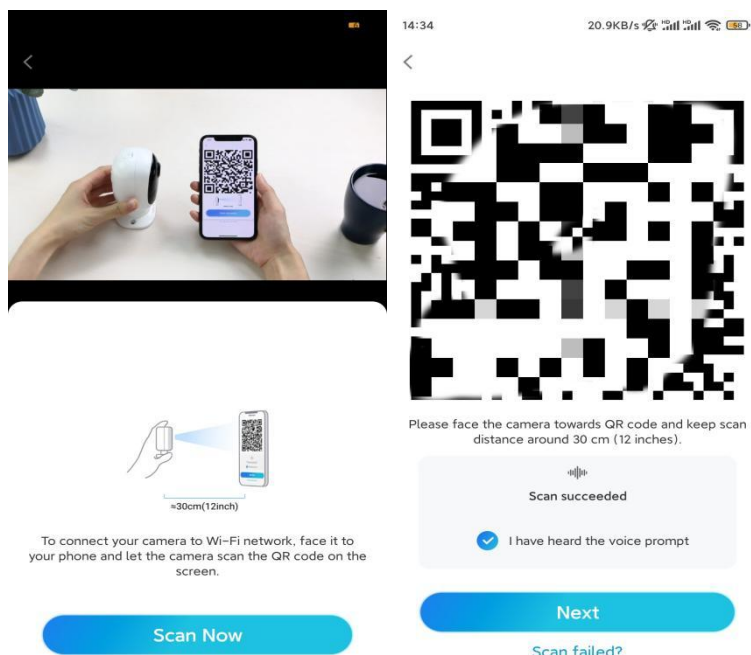 ≈30cm(12inch)
To connect your camera to Wi-Fi network, face it to
your phone and let the camera scan the QR code on the
screen.
Scan Now
14:34
20.9KB/s
58
Please face the camera towards QR code and keep scan
distance around 30 cm (12 inches).
Scan succeeded
I have heard the voice prompt
Next
Scan failed?